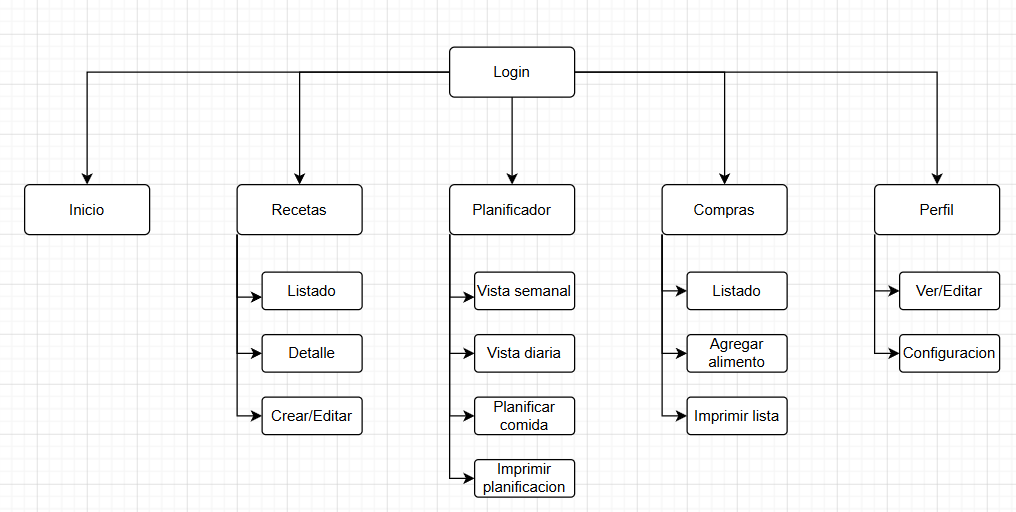 Login
Inicio
Recetas
Planificador
Compras
Perfil
Listado
Detalle
Crear/Editar
Vista semanal
Vista diaria
Planificar
comida
Imprimir
planificacion
Listado
Agregar
alimento
Imprimir lista
Ver/Editar
Configuracion